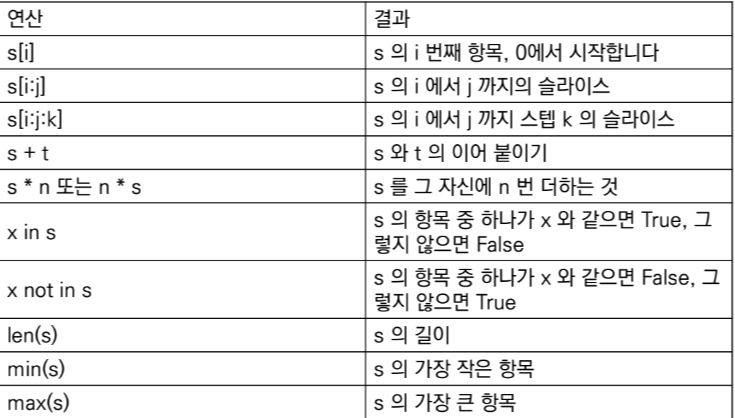 연산 결과
s[i] s 의 i 번째 항목, 0에서 시작합니다
s[i:j] s 의 i 에서 j 까지의 슬라이스
s[i:j:k] s 의 i 에서 j 까지 스텝 k 의 슬라이스
s + t s 와 t 의 이어 붙이기
s * n 또는 n * s s 를 그 자신에 n 번 더하는 것
x in s s 의 항목 중 하나가 x 와 같으면 True, 그
렇지 않으면 False
x not in s s 의 항목 중 하나가 x 와 같으면 False, 그
렇지 않으면 True
len(s) s 의 길이
min(s) s 의 가장 작은 항목
max(s) s 의 가장 큰 항목